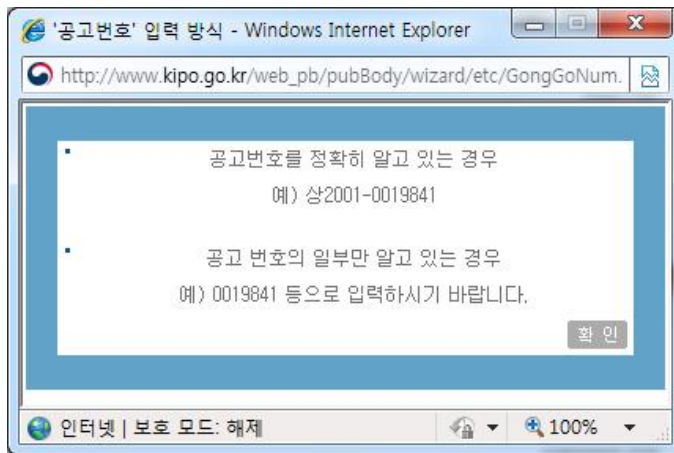 '공고번호' 입력 방식 - Windows Internet Explorer
http://www.kipo.go.kr/web_pb/pubBody/wizard/etc/GongGoNum.
공고번호를 정확히 알고 있는 경우
예) 상2001-0019841
공고 번호의 일부만 알고 있는 경우
예) 0019841 등으로 입력하시기 바랍니다.
확 인
인터넷 | 보호 모드: 해제
100%